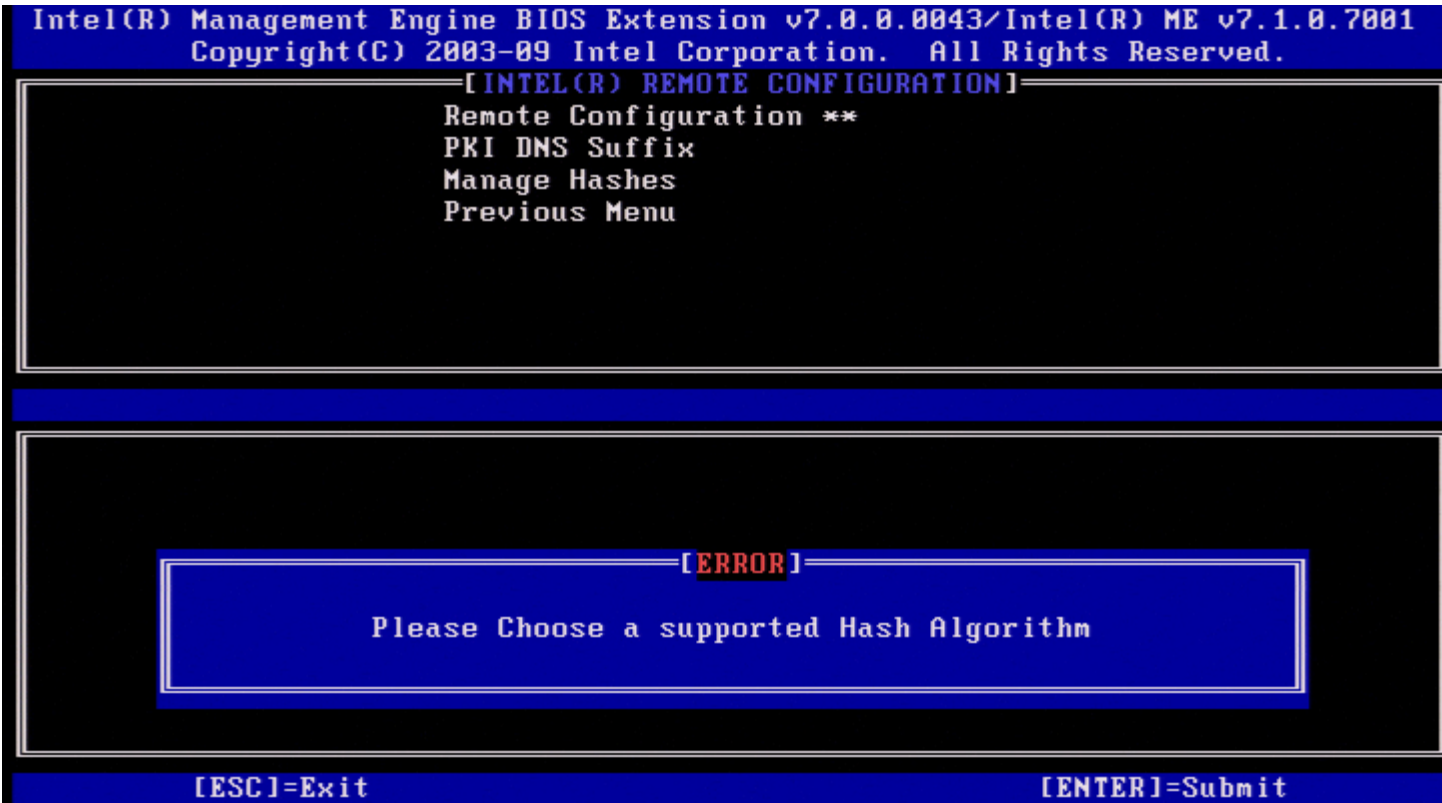 Intel(R) Management Engine BIOS Extension v7.0.0.0043/Intel(R) ME v7.1.0.7001
Copyright(C) 2003-09 Intel Corporation.  All Rights Reserved.
[INTEL(R) REMOTE CONFIGURATION]
Remote Configuration **
PKI DNS Suffix
Manage Hashes
Previous Menu
[ERROR]
Please Choose a supported Hash Algorithm
[ESC]=Exit [ENTER]=Submit